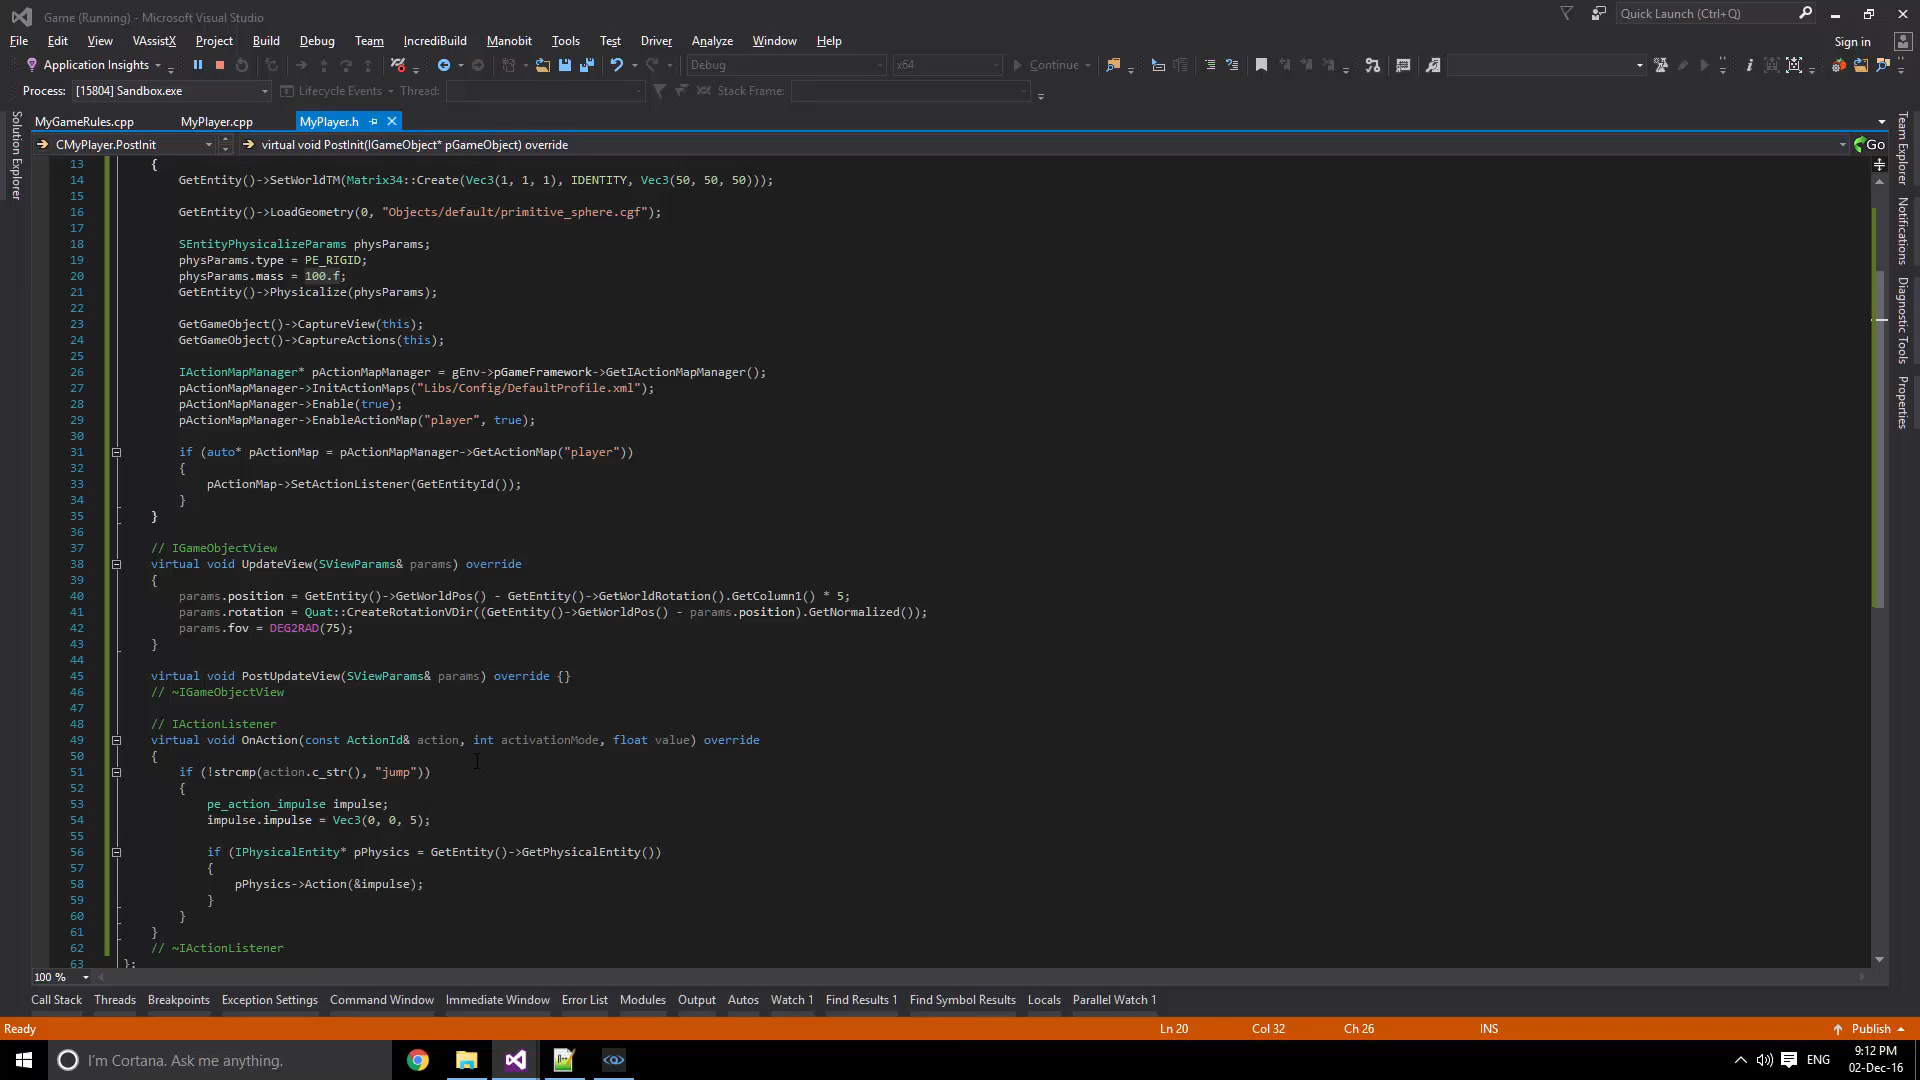 Game (Running) - Microsoft Visual Studio
Quick Launch (Ctrl+Q)
File Edit View VAssistX Project Build Debug Team IncrediBuild Manobit Tools Test Driver Analyze Window Help
Sign in
Application Insights
Debug
x64
Continue
Process: [15804] Sandbox.exe
Lifecycle Events
Thread:
Stack Frame:
Solution Explorer
MyGameRules.cpp
MyPlayer.cpp
MyPlayer.h
CMyPlayer.PostInit
virtual void PostInit(IGameObject* pGameObject) override
Go
13 {
14 GetEntity()->SetWorldTM(Matrix34::Create(Vec3(1, 1, 1), IDENTITY, Vec3(50, 50, 50)));
15
16 GetEntity()->LoadGeometry(0, "Objects/default/primitive_sphere.cgf");
17
18 SEntityPhysicalizeParams physParams;
19 physParams.type = PE_RIGID;
20 physParams.mass = 100.f;
21 GetEntity()->Physicalize(physParams);
22
23 GetGameObject()->CaptureView(this);
24 GetGameObject()->CaptureActions(this);
25
26 IActionMapManager* pActionMapManager = gEnv->pGameFramework->GetIActionMapManager();
27 pActionMapManager->InitActionMaps("Libs/Config/DefaultProfile.xml");
28 pActionMapManager->Enable(true);
29 pActionMapManager->EnableActionMap("player", true);
30
31 if (auto* pActionMap = pActionMapManager->GetActionMap("player"))
32 {
33 pActionMap->SetActionListener(GetEntityId());
34 }
35 }
36
37 // IGameObjectView
38 virtual void UpdateView(SViewParams& params) override
39 {
40 params.position = GetEntity()->GetWorldPos() - GetEntity()->GetWorldRotation().GetColumn1() * 5;
41 params.rotation = Quat::CreateRotationVDir((GetEntity()->GetWorldPos() - params.position).GetNormalized());
42 params.fov = DEG2RAD(75);
43 }
44
45 virtual void PostUpdateView(SViewParams& params) override {}
46 // ~IGameObjectView
47
48 // IActionListener
49 virtual void OnAction(const ActionId& action, int activationMode, float value) override
50 {
51 if (!strcmp(action.c_str(), "jump"))
52 {
53 pe_action_impulse impulse;
54 impulse.impulse = Vec3(0, 0, 5);
55
56 if (IPhysicalEntity* pPhysics = GetEntity()->GetPhysicalEntity())
57 {
58 pPhysics->Action(&impulse);
59 }
60 }
61 }
62 // ~IActionListener
63 };
Team Explorer
Notifications
Diagnostic Tools
Properties
100 %
Call Stack Threads Breakpoints Exception Settings Command Window Immediate Window Error List Modules Output Autos Watch 1 Find Results 1 Find Symbol Results Locals Parallel Watch 1
Ready
Ln 20
Col 32
Ch 26
INS
Publish
I'm Cortana. Ask me anything.
ENG
9:12 PM
02-Dec-16